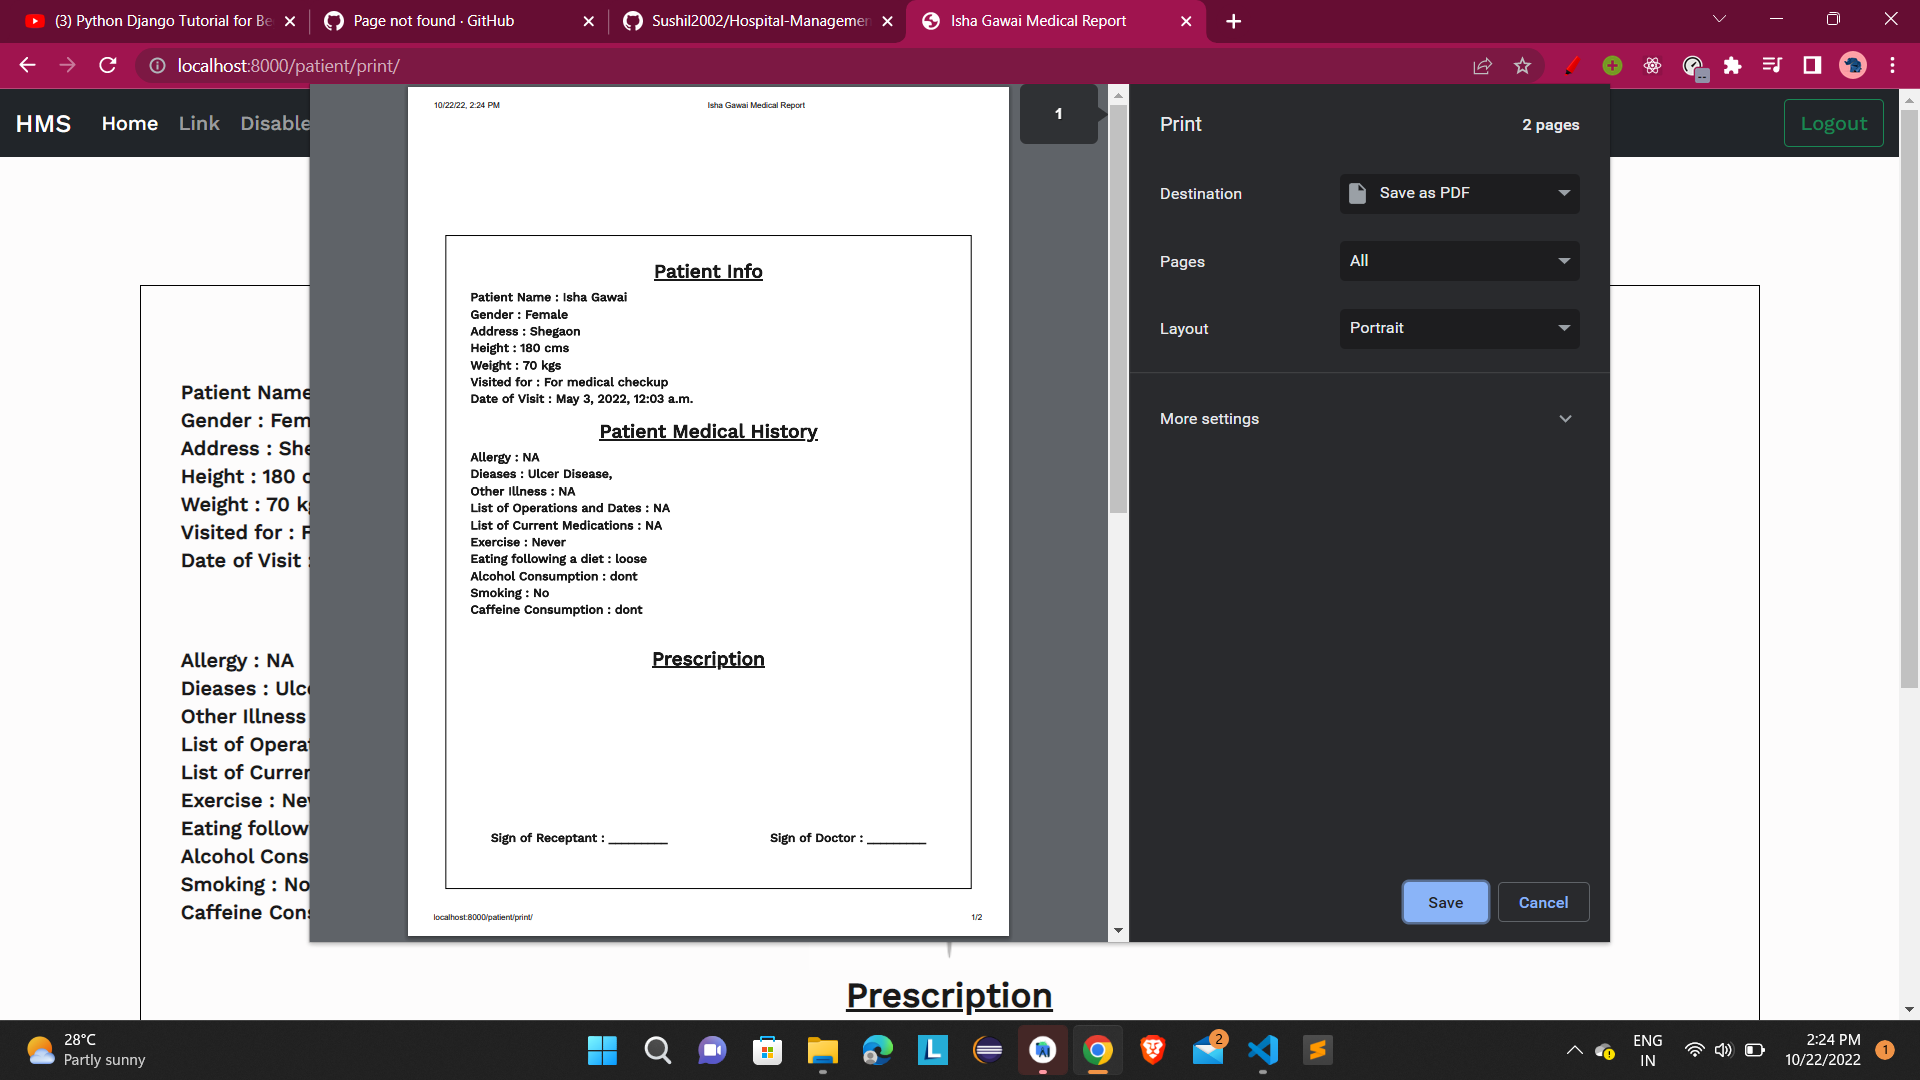 (3) Python Django Tutorial for Be
Page not found · GitHub
Sushil2002/Hospital-Managemen
Isha Gawai Medical Report
localhost:8000/patient/print/
HMS
Home
Link
Disable
Logout
Patient Name
Gender : Fem
Address : She
Height : 180 c
Weight : 70 k
Visited for : F
Date of Visit :
Allergy : NA
Dieases : Ulc
Other Illness
List of Opera
List of Curre
Exercise : Ne
Eating follow
Alcohol Cons
Smoking : No
Caffeine Con
Prescription
10/22/22, 2:24 PM
Isha Gawai Medical Report
Patient Info
Patient Name : Isha Gawai
Gender : Female
Address : Shegaon
Height : 180 cms
Weight : 70 kgs
Visited for : For medical checkup
Date of Visit : May 3, 2022, 12:03 a.m.
Patient Medical History
Allergy : NA
Dieases : Ulcer Disease,
Other Illness : NA
List of Operations and Dates : NA
List of Current Medications : NA
Exercise : Never
Eating following a diet : loose
Alcohol Consumption : dont
Smoking : No
Caffeine Consumption : dont
Prescription
Sign of Receptant : _________
Sign of Doctor : _________
localhost:8000/patient/print/
1/2
1
Print
2 pages
Destination
Save as PDF
Pages
All
Layout
Portrait
More settings
Save
Cancel
28°C
Partly sunny
2
ENG
IN
2:24 PM
10/22/2022
1